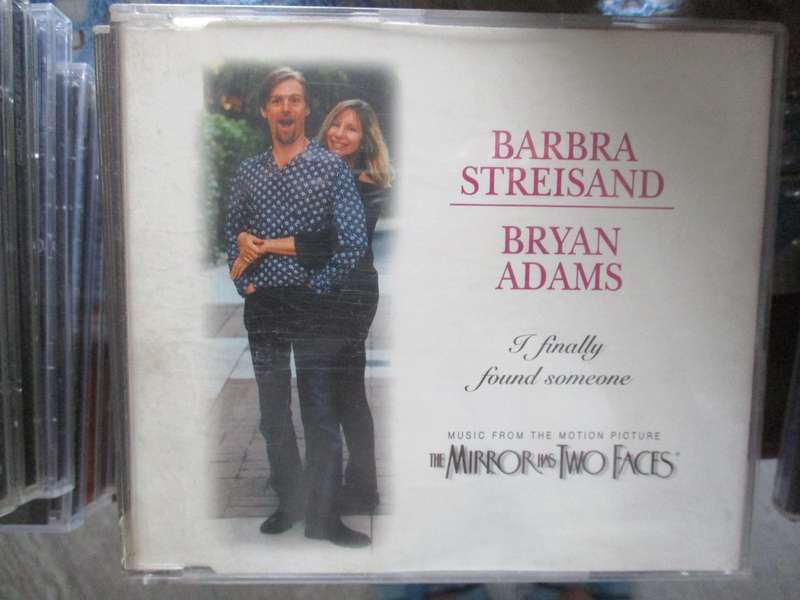 BARBRA
STREISAND
BRYAN
ADAMS
I finally
found someone
MUSIC FROM THE MOTION PICTURE
THE MIRROR HAS TWO FACES